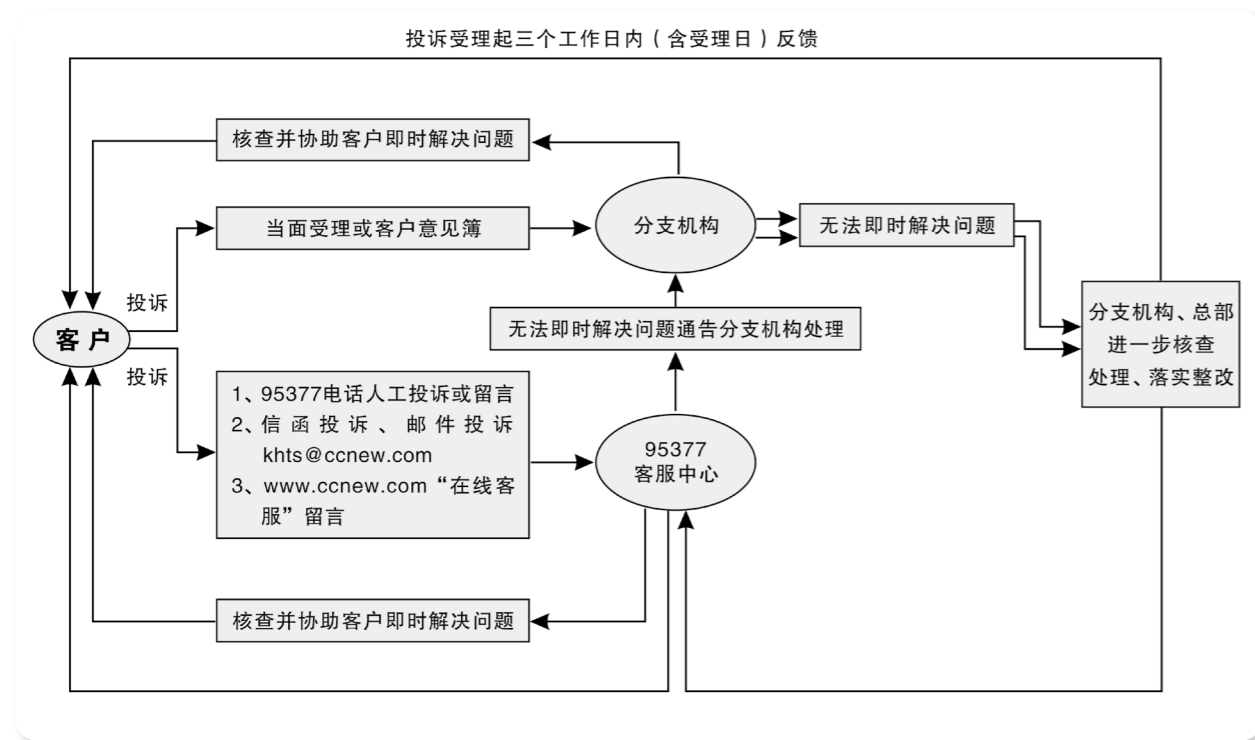 投诉受理起三个工作日内（含受理日）反馈
核查并协助客户即时解决问题
当面受理或客户意见簿
分支机构
无法即时解决问题
投诉
客户
投诉
无法即时解决问题通告分支机构处理
分支机构、总部
进一步核查
处理、落实整改
1、95377电话人工投诉或留言
2、信函投诉、邮件投诉
khts@ccnew.com
3、www.ccnew.com“在线客
服”留言
95377
客服中心
核查并协助客户即时解决问题